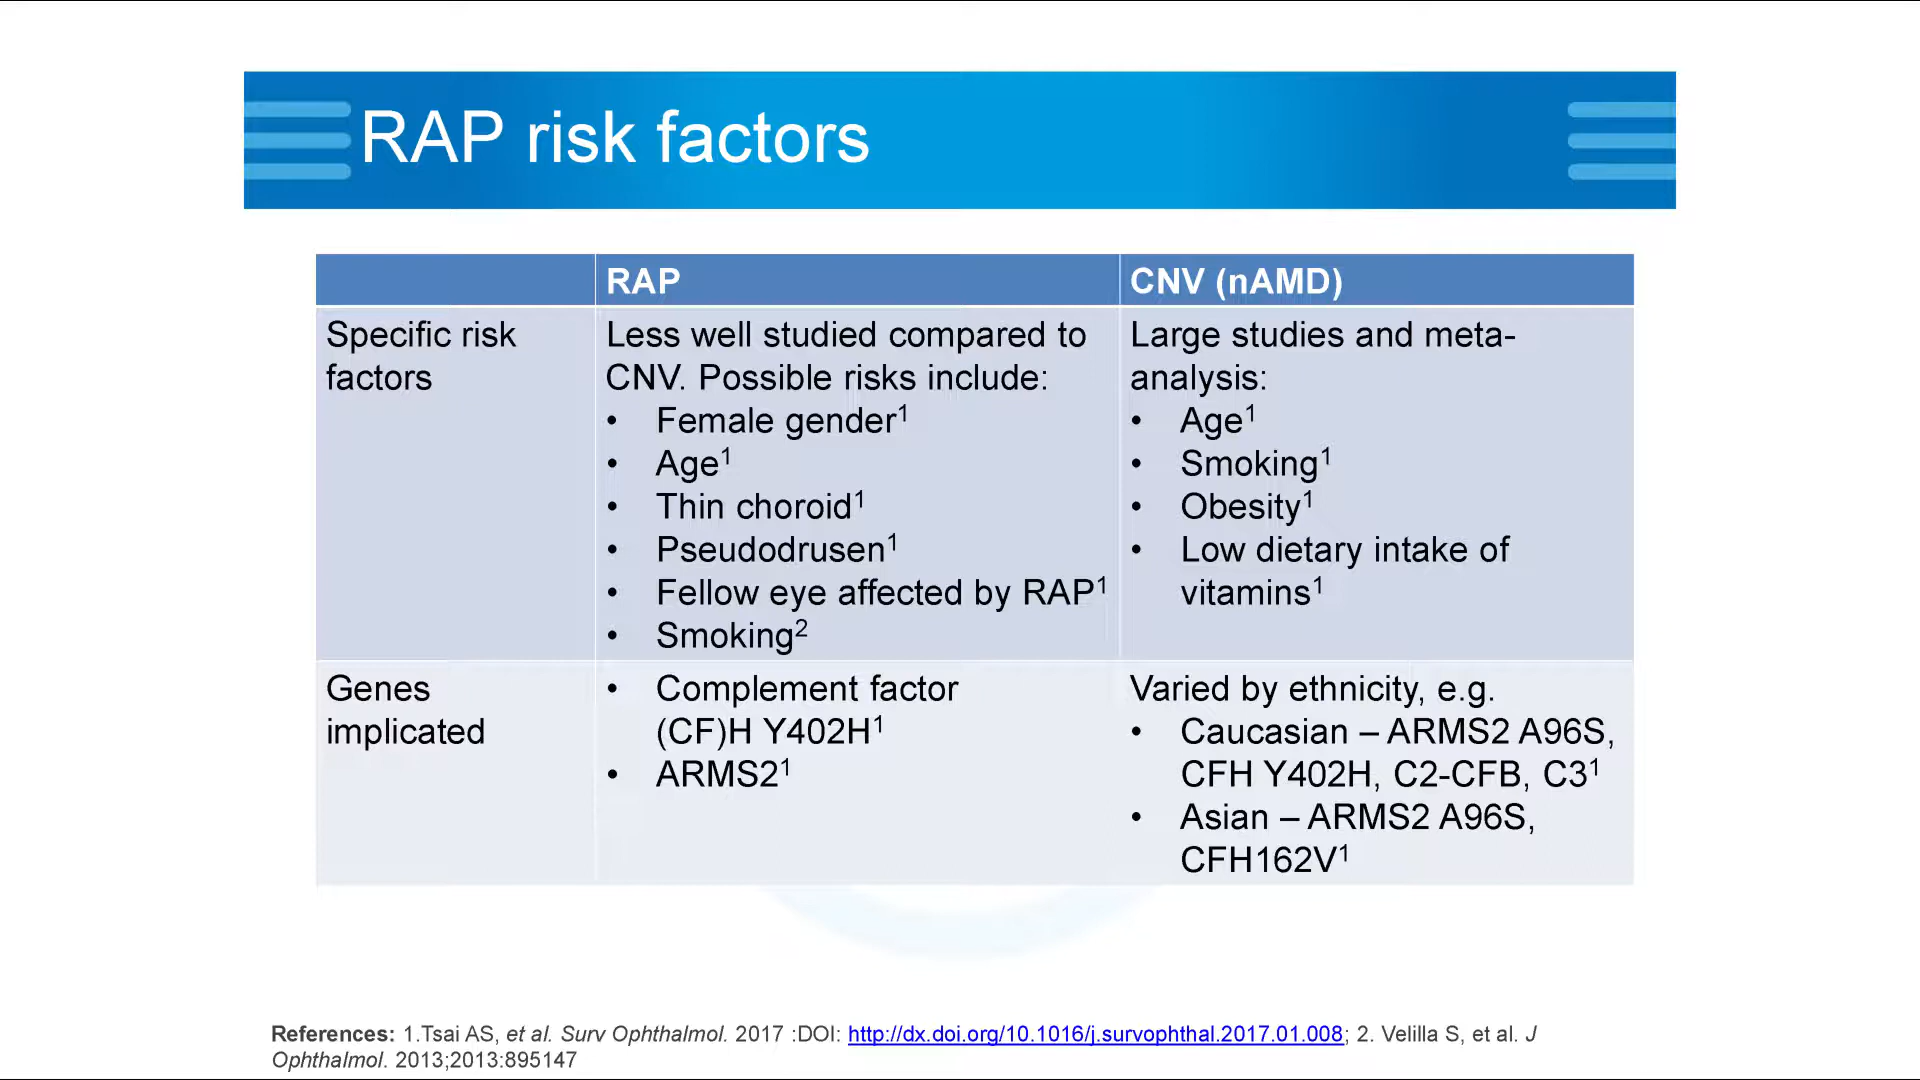 RAP risk factors
RAP
CNV (nAMD)
Specific risk
factors
Less well studied compared to
CNV. Possible risks include:
• Female gender1
• Age1
• Thin choroid1
• Pseudodrusen1
• Fellow eye affected by RAP1
• Smoking2
Large studies and meta-
analysis:
• Age1
• Smoking1
• Obesity1
• Low dietary intake of
vitamins1
Genes
implicated
• Complement factor
(CF)H Y402H1
• ARMS21
Varied by ethnicity, e.g.
• Caucasian – ARMS2 A96S,
CFH Y402H, C2-CFB, C31
• Asian – ARMS2 A96S,
CFH162V1
References: 1.Tsai AS, et al. Surv Ophthalmol. 2017 :DOI: http://dx.doi.org/10.1016/j.survophthal.2017.01.008; 2. Velilla S, et al. J
Ophthalmol. 2013;2013:895147